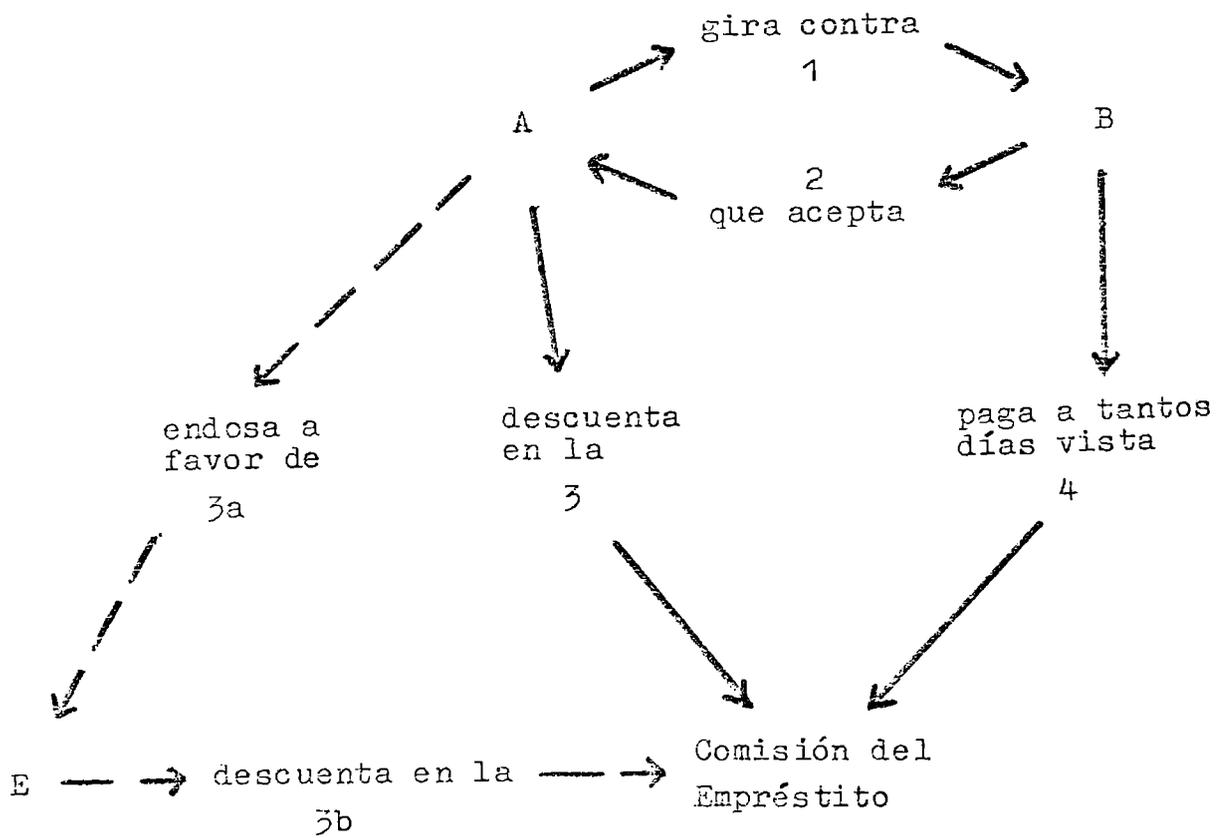 gira contra
1
A
B
2
que acepta
endosa a
favor de
3a
descuenta
en la
3
paga a tantos
días vista
4
E
descuenta en la
3b
Comisión del
Empréstito